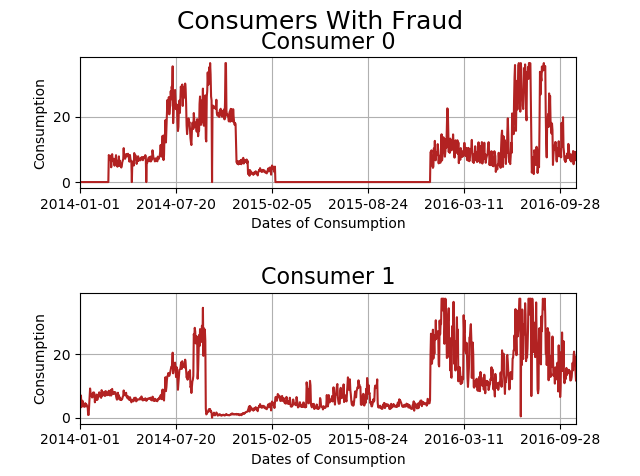 Consumers With Fraud
Consumer 0
Consumption
20
0
2014-01-01 2014-07-20 2015-02-05 2015-08-24 2016-03-11 2016-09-28
Dates of Consumption
Consumer 1
Consumption
20
0
2014-01-01 2014-07-20 2015-02-05 2015-08-24 2016-03-11 2016-09-28
Dates of Consumption